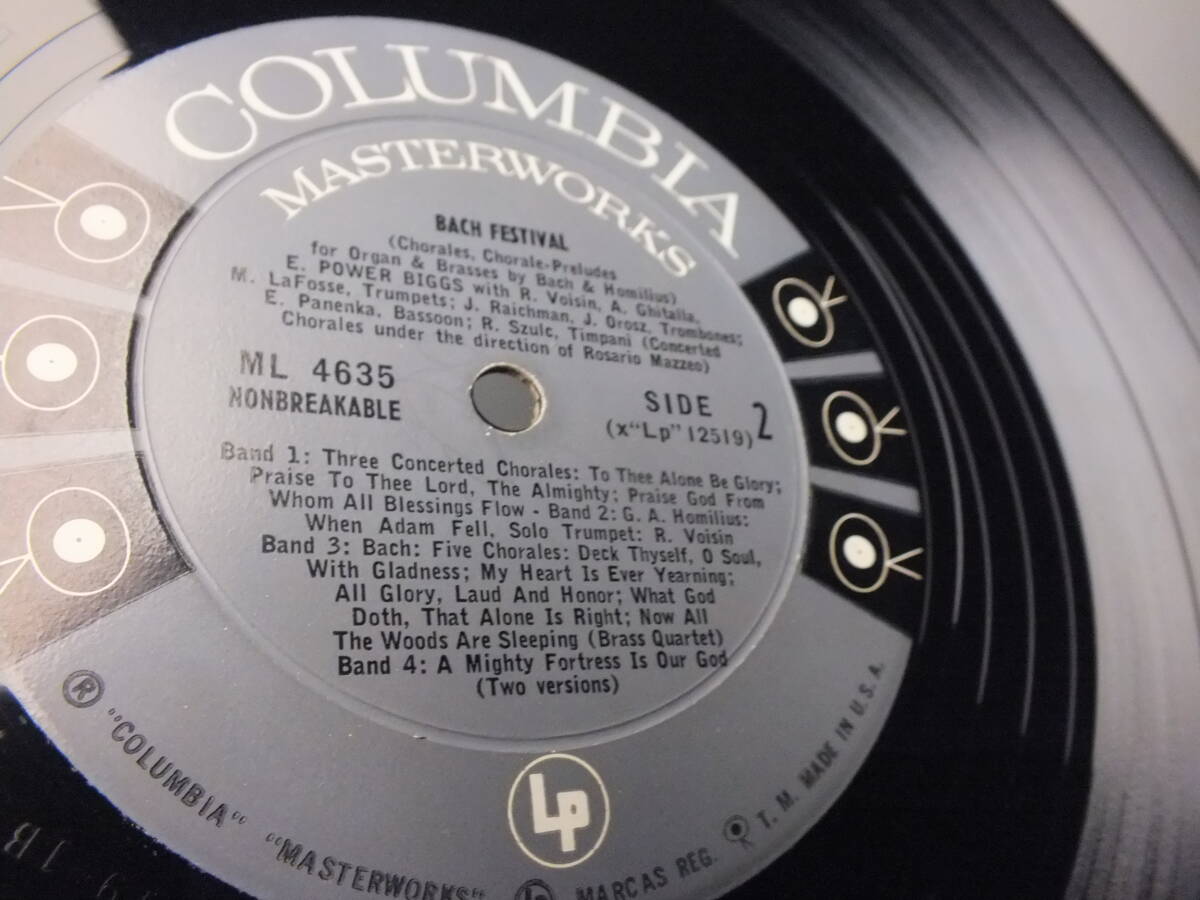 COLUMBIA
MASTERWORKS
BACH FESTIVAL
(Chorales, Chorale-Preludes
for Organ & Brasses by Bach & Homilius)
E. POWER BIGGS with R. Voisin, A. Ghitalla,
M. LaFosse, Trumpets; J. Raichman, J. Orosz, Trombones;
E. Panenka, Bassoon; R. Szulc, Timpani (Concerted
Chorales under the direction of Rosario Mazzeo)
ML 4635
NONBREAKABLE
SIDE 2
(x"Lp" 12519)
Band 1: Three Concerted Chorales: To Thee Alone Be Glory;
Praise To Thee Lord, The Almighty; Praise God From
Whom All Blessings Flow - Band 2: G. A. Homilius:
When Adam Fell, Solo Trumpet: R. Voisin
Band 3: Bach: Five Chorales: Deck Thyself, O Soul,
With Gladness; My Heart Is Ever Yearning;
All Glory, Laud And Honor; What God
Doth, That Alone Is Right; Now All
The Woods Are Sleeping (Brass Quartet)
Band 4: A Mighty Fortress Is Our God
(Two versions)
Lp
® "COLUMBIA" "MASTERWORKS" Lp MARCAS REG. T. M. MADE IN U. S. A.
1B